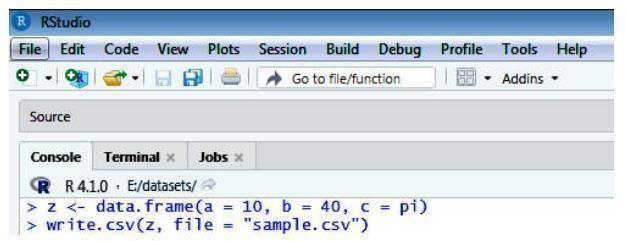 RStudio
File Edit Code View Plots Session Build Debug Profile Tools Help
Go to file/function Addins
Source
Console Terminal Jobs
R 4.1.0 · E:/datasets/
> z <- data.frame(a = 10, b = 40, c = pi)
> write.csv(z, file = "sample.csv")